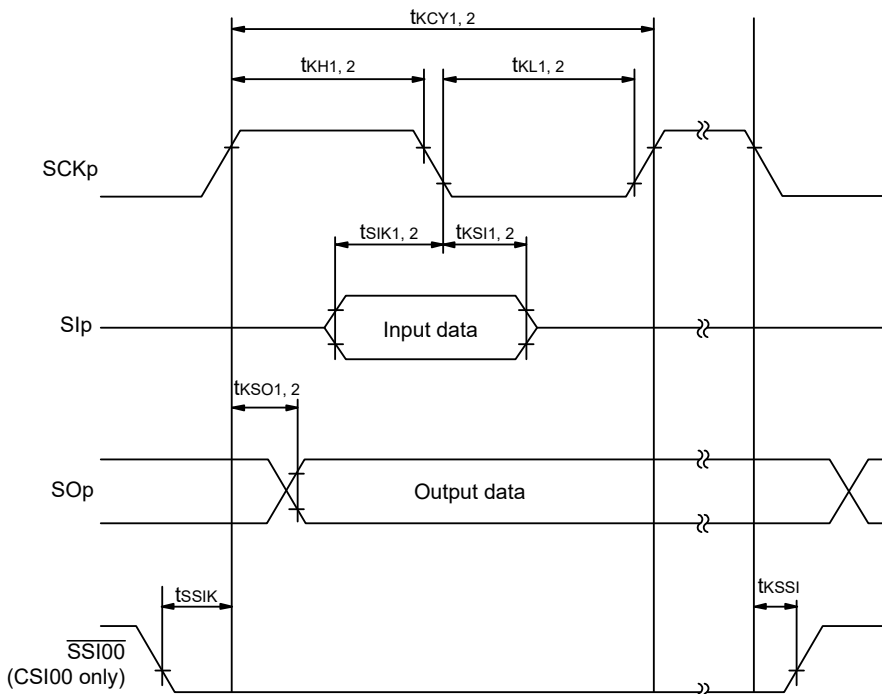 tKCY1, 2
tKH1, 2
tKL1, 2
SCKp
tSIK1, 2
tKSI1, 2
SIp
Input data
tKSO1, 2
SOp
Output data
tSSIK
tKSSI
SSI00
(CSI00 only)